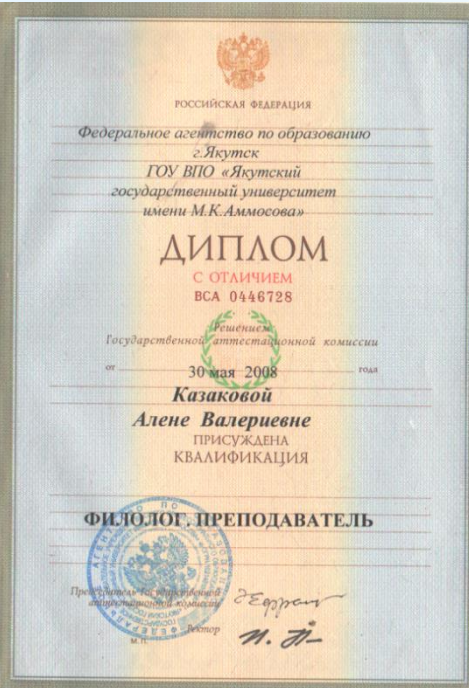 РОССИЙСКАЯ ФЕДЕРАЦИЯ
Федеральное агентство по образованию
г.Якутск
ГОУ ВПО «Якутский
государственный университет
имени М.К.Аммосова»
ДИПЛОМ
С ОТЛИЧИЕМ
ВСА 0446728
Решением
Государственной аттестационной комиссии
от 30 мая 2008 года
Казаковой
Алене Валериевне
ПРИСУЖДЕНА
КВАЛИФИКАЦИЯ
ФИЛОЛОГ, ПРЕПОДАВАТЕЛЬ
Председатель Государственной
аттестационной комиссии
Ректор
М.П.